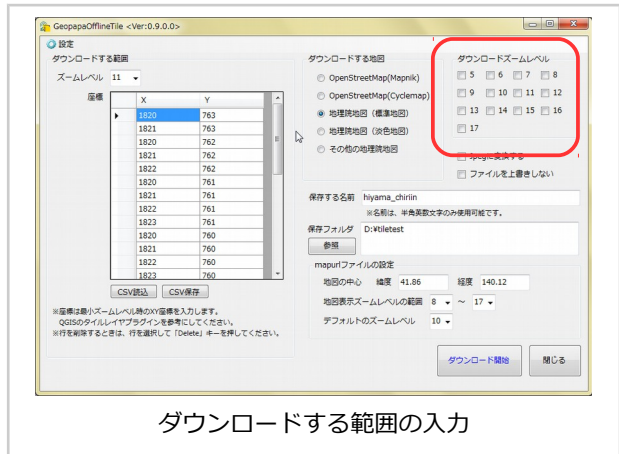 GeopapaOfflineTile <Ver:0.9.0.0>
設定
ダウンロードする範囲
ズームレベル 11
座標
X Y
1820 763
1821 763
1820 762
1821 762
1822 762
1820 761
1821 761
1822 761
1823 761
1820 760
1821 760
1822 760
1823 760
CSV読込 CSV保存
※座標は最小ズームレベル時のXY座標を入力します。
QGISのタイルレイヤプラグインを参考にしてください。
※行を削除するときは、行を選択して「Delete」キーを押してください。
ダウンロードする地図
OpenStreetMap(Mapnik)
OpenStreetMap(Cyclemap)
地理院地図（標準地図）
地理院地図（淡色地図）
その他の地理院地図
ダウンロードズームレベル
5 6 7 8
9 10 11 12
13 14 15 16
17
Jpegに変換する
ファイルを上書きしない
保存する名前 hiyama_chiriin
※名前は、半角英数文字のみ使用可能です。
保存フォルダ D:¥tiletest
参照
mapurlファイルの設定
地図の中心 緯度 41.86 経度 140.12
地図表示ズームレベルの範囲 8 ～ 17
デフォルトのズームレベル 10
ダウンロード開始 閉じる
ダウンロードする範囲の入力